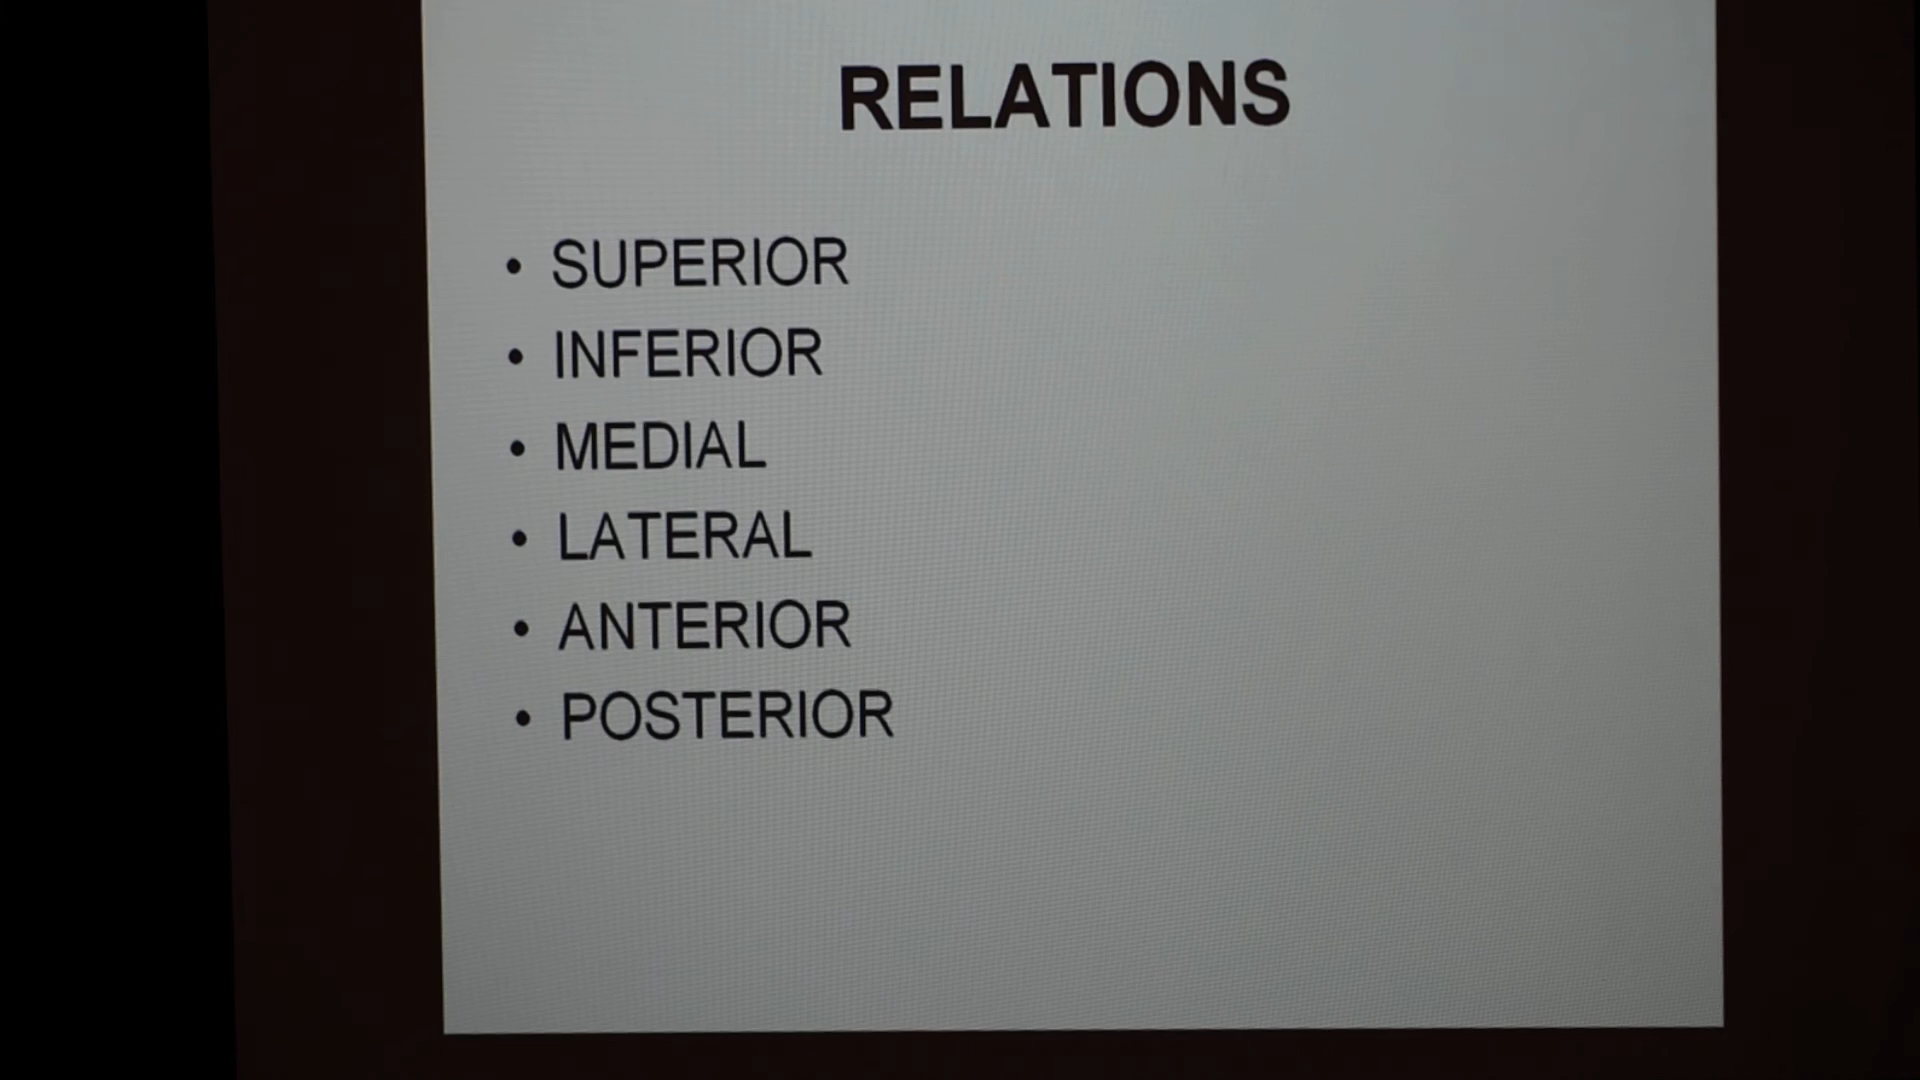 RELATIONS
• SUPERIOR
• INFERIOR
• MEDIAL
• LATERAL
• ANTERIOR
• POSTERIOR